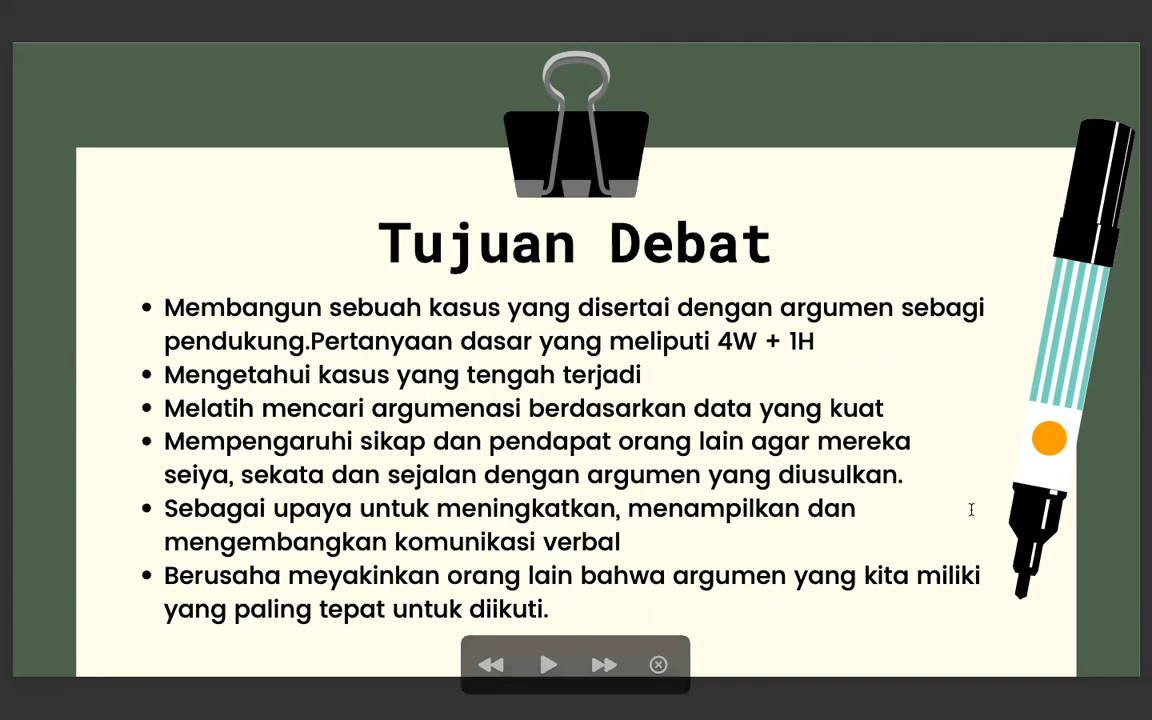 Tujuan Debat
• Membangun sebuah kasus yang disertai dengan argumen sebagi
pendukung.Pertanyaan dasar yang meliputi 4W + 1H
• Mengetahui kasus yang tengah terjadi
• Melatih mencari argumenasi berdasarkan data yang kuat
• Mempengaruhi sikap dan pendapat orang lain agar mereka
seiya, sekata dan sejalan dengan argumen yang diusulkan.
• Sebagai upaya untuk meningkatkan, menampilkan dan
mengembangkan komunikasi verbal
• Berusaha meyakinkan orang lain bahwa argumen yang kita miliki
yang paling tepat untuk diikuti.